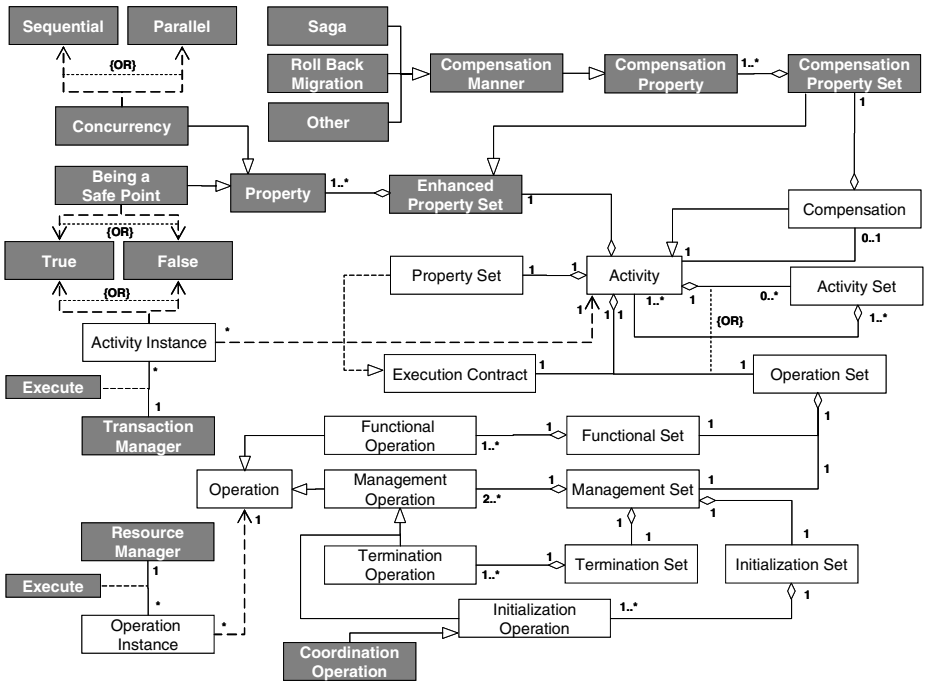 Sequential
Parallel
{OR}
Concurrency
Saga
Roll Back
Migration
Other
Compensation
Manner
Compensation
Property
1..*
Compensation
Property Set
1
Being a
Safe Point
Property
1..*
Enhanced
Property Set
1
Compensation
0..1
1
{OR}
True
False
{OR}
Property Set
1
1
Activity
1..*
1
0..*
Activity Set
1..*
{OR}
Activity Instance
*
1
1
1
Execution Contract
1
1
Operation Set
1
1
*
Execute
1
Transaction
Manager
Functional
Operation
1..*
1
Functional Set
1
Operation
1
Management
Operation
2..*
1
Management Set
1
1
1
1
1
Termination
Operation
1..*
1
Termination Set
Initialization Set
1
Resource
Manager
1
Execute
*
Operation
Instance
*
Initialization
Operation
1..*
Coordination
Operation